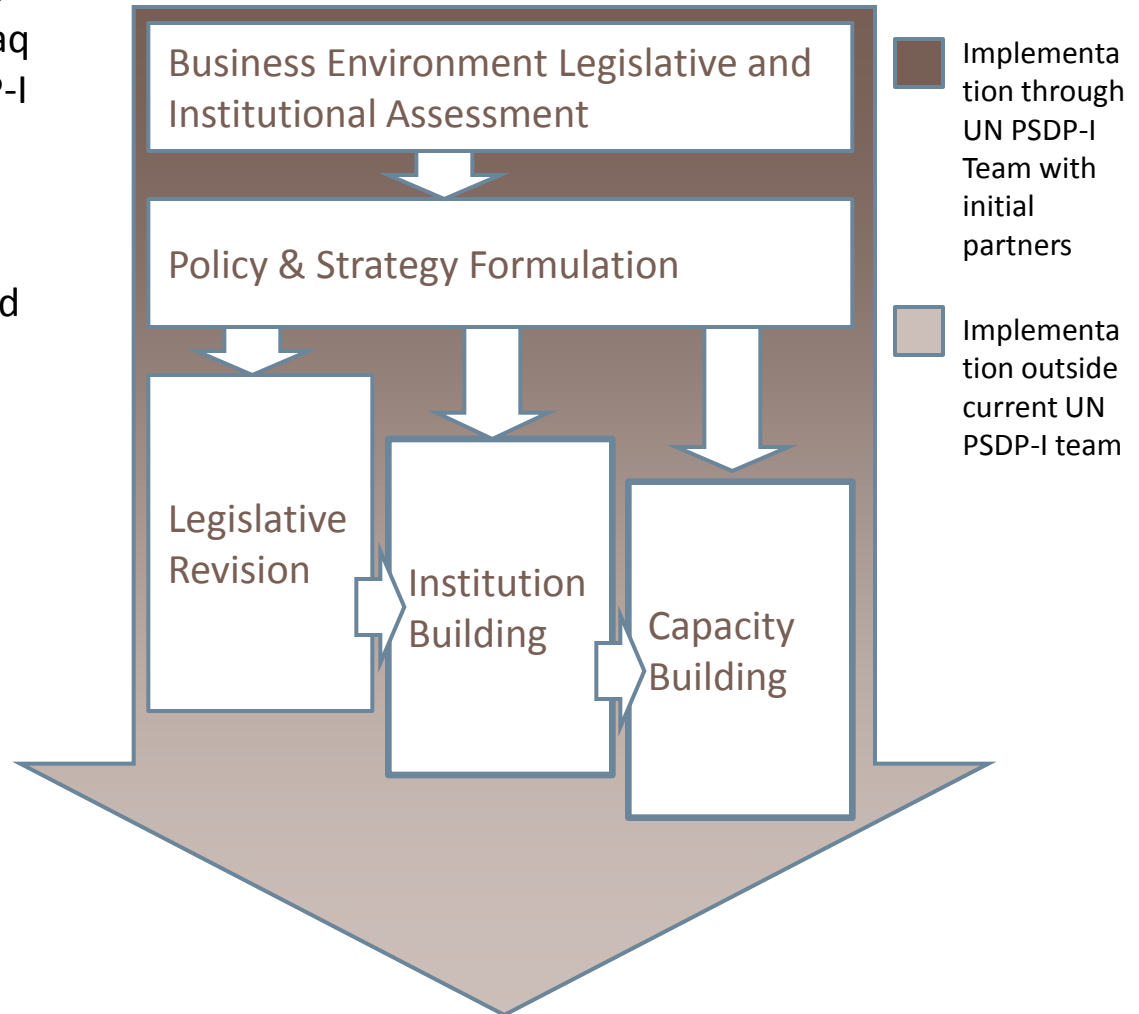 aq
P-I
d
Business Environment Legislative and
Institutional Assessment
Policy & Strategy Formulation
Legislative
Revision
Institution
Building
Capacity
Building
Implementa
tion through
UN PSDP-I
Team with
initial
partners
Implementa
tion outside
current UN
PSDP-I team